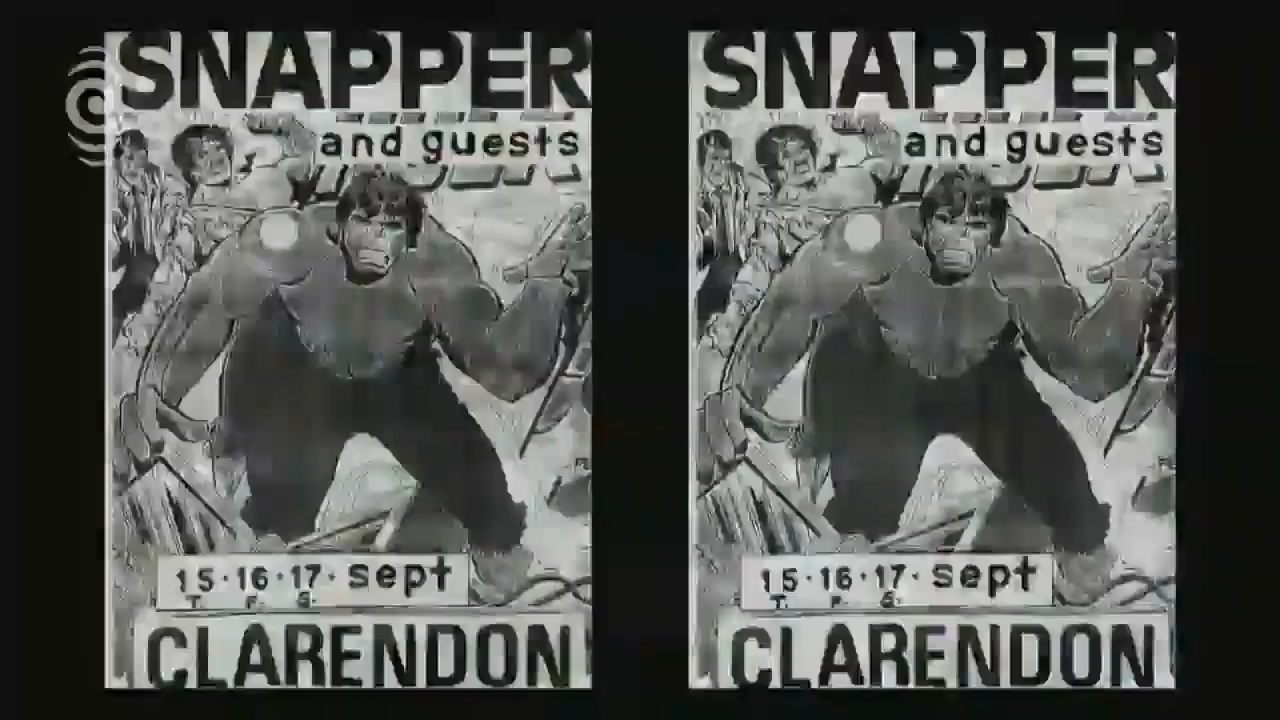 SNAPPER
and guests
15·16·17· sept
T. F. S.
CLARENDON
SNAPPER
and guests
15·16·17· sept
T. F. S.
CLARENDON